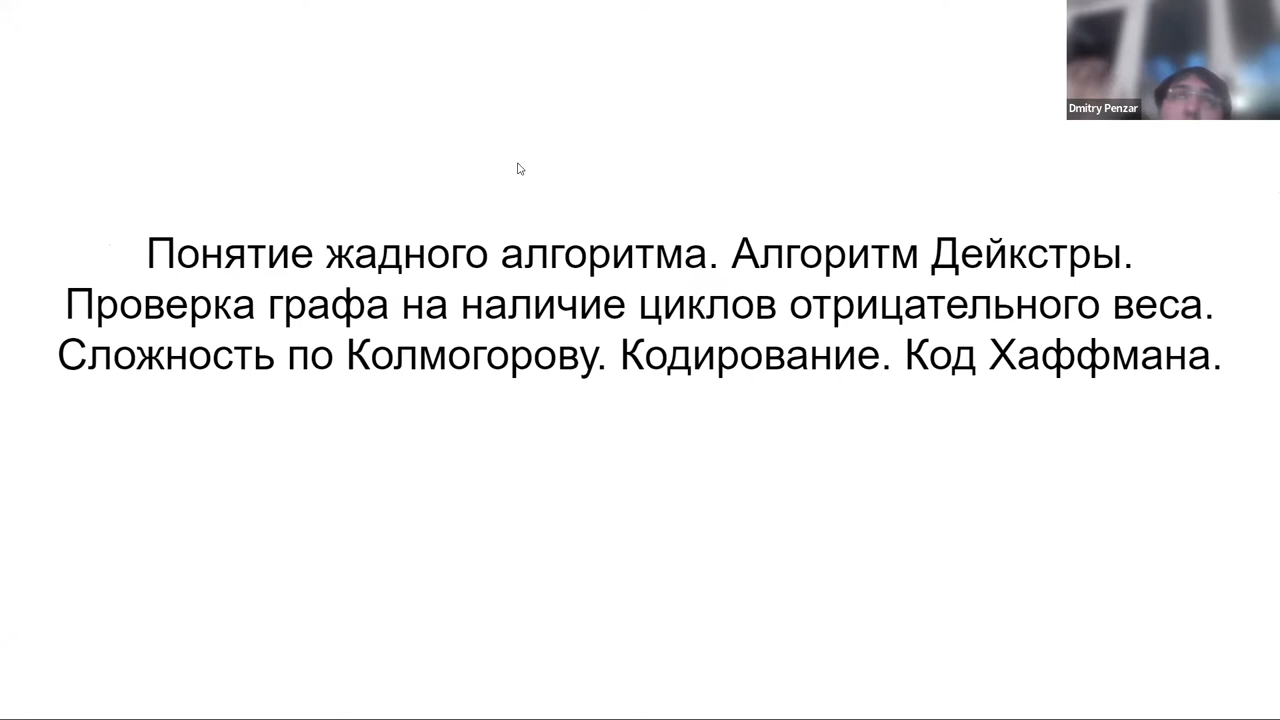 Dmitry Penzar
Понятие жадного алгоритма. Алгоритм Дейкстры.
Проверка графа на наличие циклов отрицательного веса.
Сложность по Колмогорову. Кодирование. Код Хаффмана.